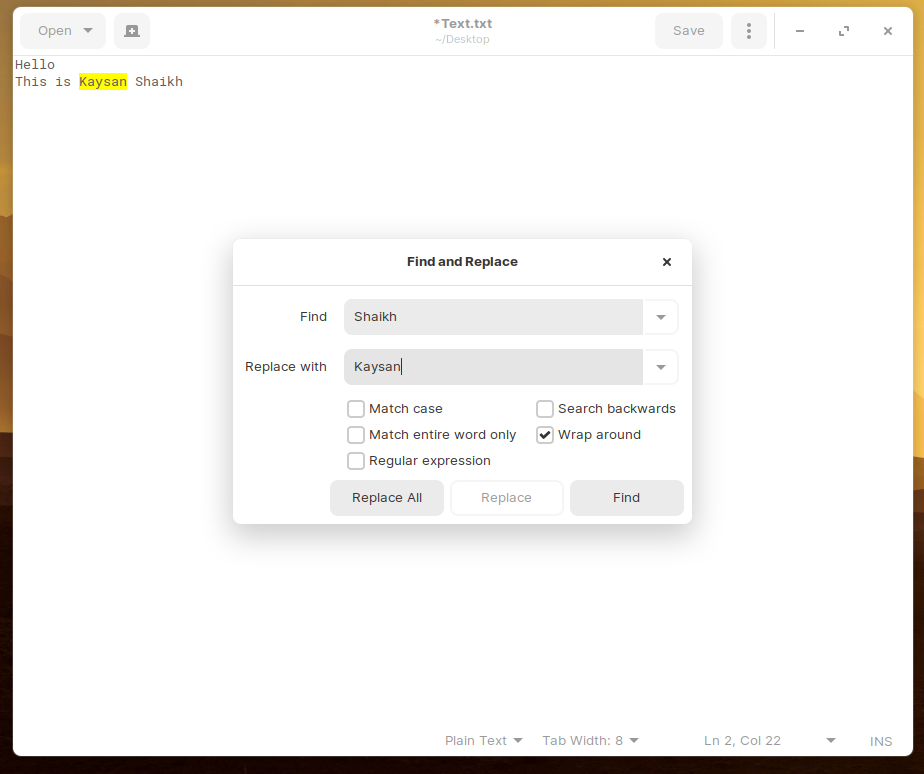 Open
*Text.txt
~/Desktop
Save
Hello
This is Kaysan Shaikh
Find and Replace
Find Shaikh
Replace with Kaysan
Match case Search backwards
Match entire word only Wrap around
Regular expression
Replace All Replace Find
Plain Text Tab Width: 8 Ln 2, Col 22 INS